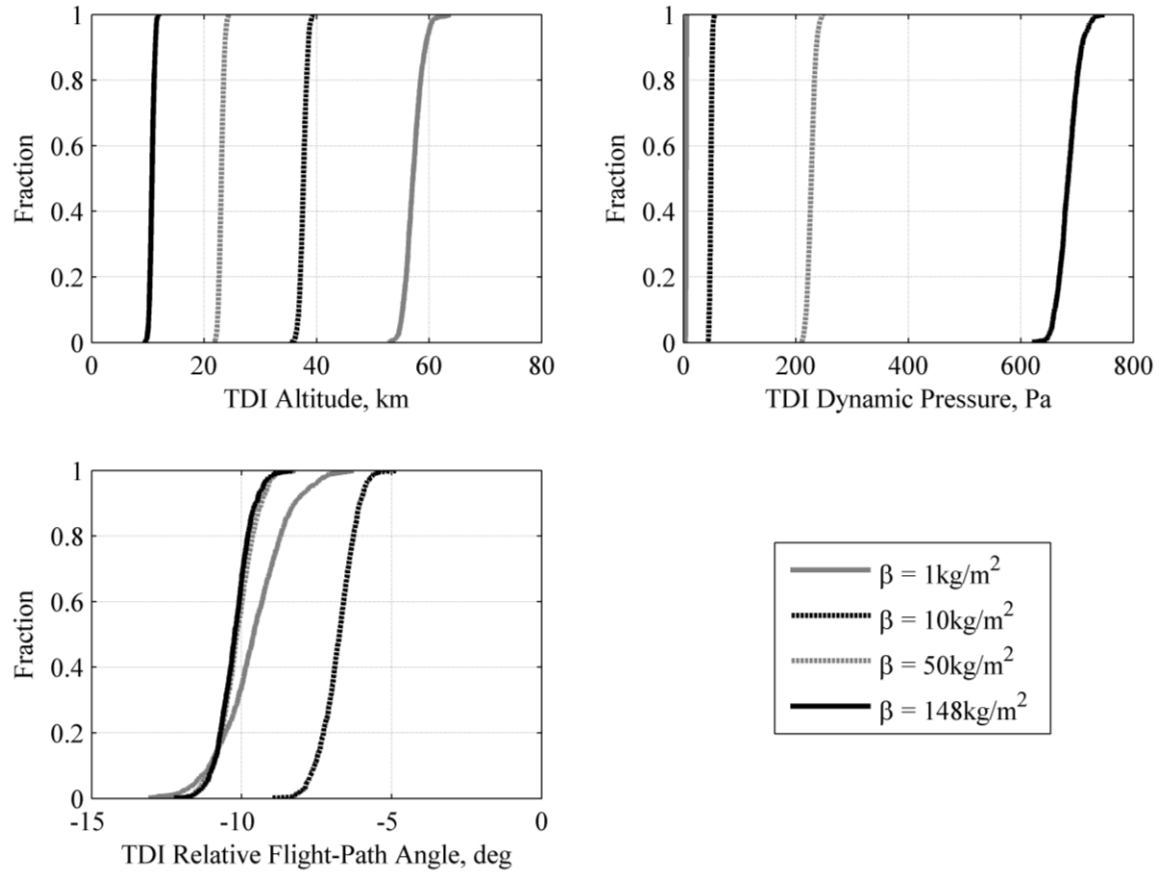 1
0.8
0.6
0.4
0.2
0
Fraction
0 20 40 60 80
TDI Altitude, km
1
0.8
0.6
0.4
0.2
0
Fraction
0 200 400 600 800
TDI Dynamic Pressure, Pa
1
0.8
0.6
0.4
0.2
0
Fraction
-15 -10 -5 0
TDI Relative Flight-Path Angle, deg
β = 1kg/m²
β = 10kg/m²
β = 50kg/m²
β = 148kg/m²